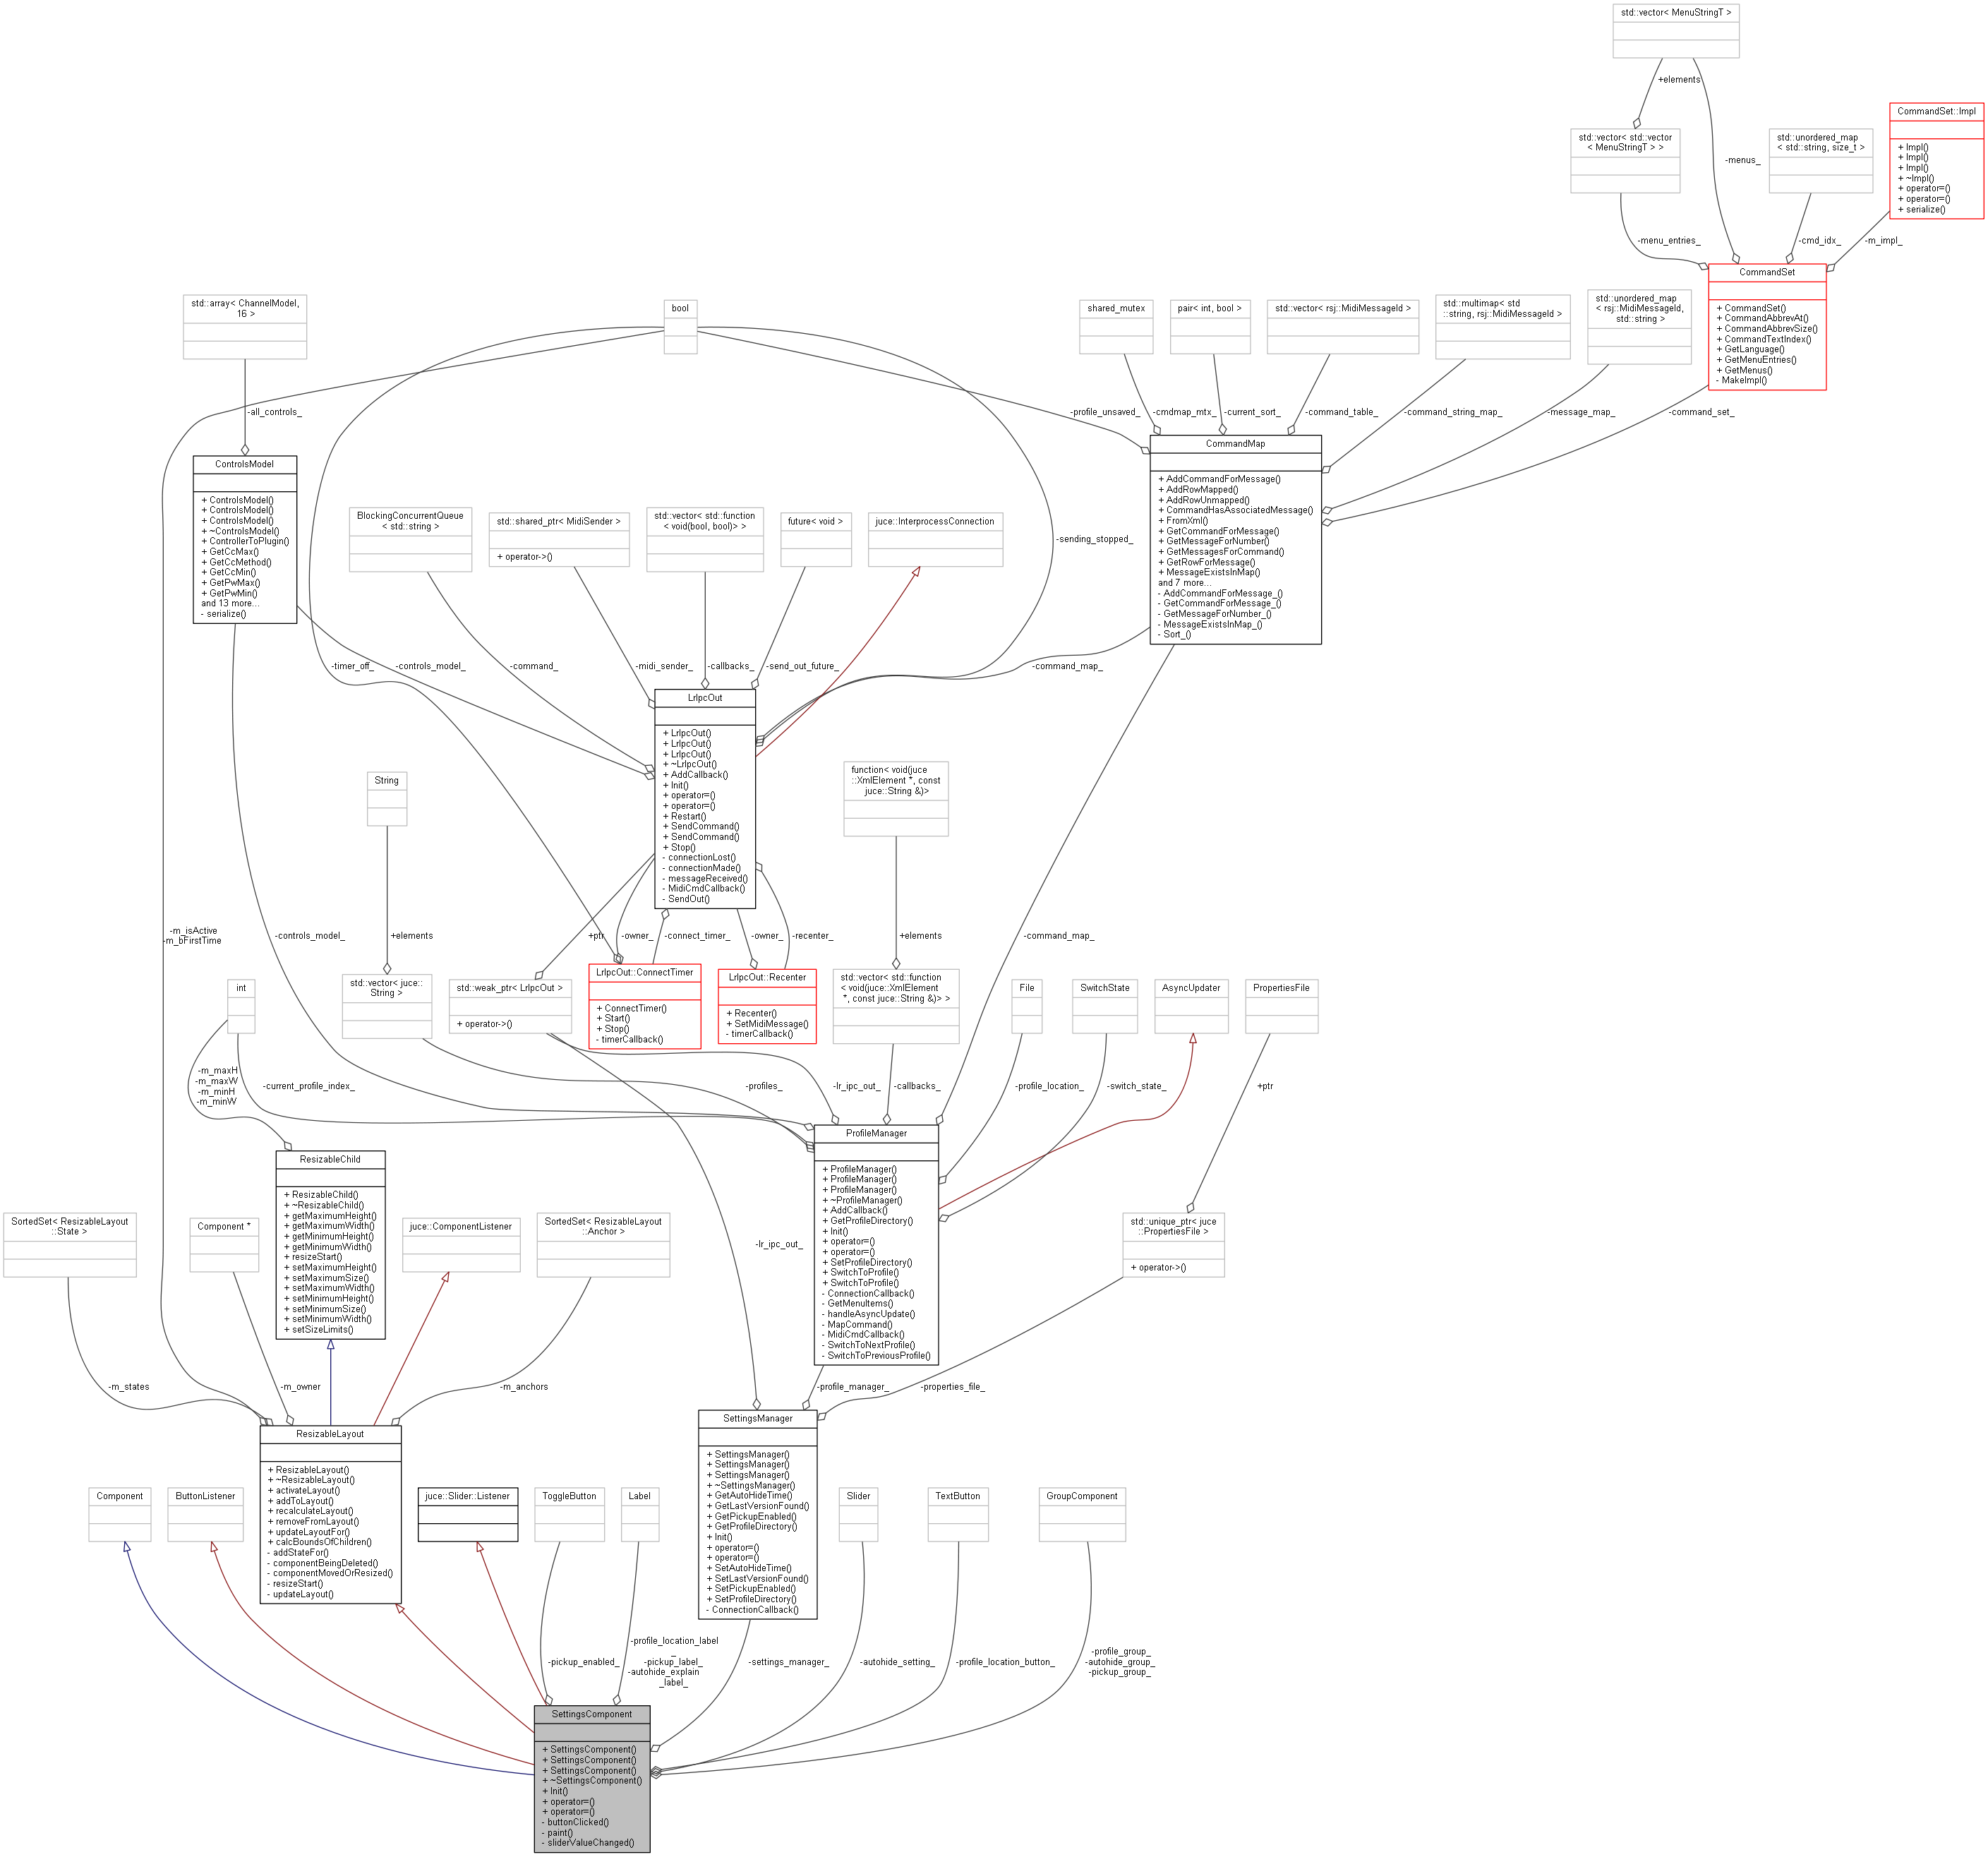 std::vector< MenuStringT >
+elements
CommandSet::Impl
+ Impl()
+ Impl()
+ Impl()
+ ~Impl()
+ operator=()
+ operator=()
+ serialize()
std::vector< std::vector
< MenuStringT > >
std::unordered_map
< std::string, size_t >
-menus_
-menu_entries_
-cmd_idx_
-m_impl_
CommandSet
+ CommandSet()
+ CommandAbbrevAt()
+ CommandAbbrevSize()
+ CommandTextIndex()
+ GetLanguage()
+ GetMenuEntries()
+ GetMenus()
- MakeImpl()
std::array< ChannelModel,
16 >
bool
shared_mutex
pair< int, bool >
std::vector< rsj::MidiMessageId >
std::multimap< std
::string, rsj::MidiMessageId >
std::unordered_map
< rsj::MidiMessageId,
std::string >
-all_controls_
-profile_unsaved_
-cmdmap_mtx_
-current_sort_
-command_table_
-command_string_map_
-message_map_
-command_set_
CommandMap
+ AddCommandForMessage()
+ AddRowMapped()
+ AddRowUnmapped()
+ CommandHasAssociatedMessage()
+ FromXml()
+ GetCommandForMessage()
+ GetMessageForNumber()
+ GetMessagesForCommand()
+ GetRowForMessage()
+ MessageExistsInMap()
and 7 more...
- AddCommandForMessage_()
- GetCommandForMessage_()
- GetMessageForNumber_()
- MessageExistsInMap_()
- Sort_()
ControlsModel
+ ControlsModel()
+ ControlsModel()
+ ControlsModel()
+ ~ControlsModel()
+ ControllerToPlugin()
+ GetCcMax()
+ GetCcMethod()
+ GetCcMin()
+ GetPwMax()
+ GetPwMin()
and 13 more...
- serialize()
BlockingConcurrentQueue
< std::string >
std::shared_ptr< MidiSender >
+ operator->()
std::vector< std::function
< void(bool, bool)> >
future< void >
juce::InterprocessConnection
-sending_stopped_
-timer_off_
-controls_model_
-command_
-midi_sender_
-callbacks_
-send_out_future_
-command_map_
LrIpcOut
+ LrIpcOut()
+ LrIpcOut()
+ LrIpcOut()
+ ~LrIpcOut()
+ AddCallback()
+ Init()
+ operator=()
+ operator=()
+ Restart()
+ SendCommand()
+ SendCommand()
+ Stop()
- connectionLost()
- connectionMade()
- messageReceived()
- MidiCmdCallback()
- SendOut()
String
function< void(juce
::XmlElement *, const
juce::String &)>
-m_isActive
-m_bFirstTime
-controls_model_
+elements
+ptr
-owner_
-connect_timer_
-owner_
-recenter_
+elements
-command_map_
int
std::vector< juce::
String >
std::weak_ptr< LrIpcOut >
+ operator->()
LrIpcOut::ConnectTimer
+ ConnectTimer()
+ Start()
+ Stop()
- timerCallback()
LrIpcOut::Recenter
+ Recenter()
+ SetMidiMessage()
- timerCallback()
std::vector< std::function
< void(juce::XmlElement
*, const juce::String &)> >
File
SwitchState
AsyncUpdater
PropertiesFile
-m_maxH
-m_maxW
-m_minH
-m_minW
-current_profile_index_
-profiles_
-lr_ipc_out_
-callbacks_
-profile_location_
-switch_state_
+ptr
ResizableChild
+ ResizableChild()
+ ~ResizableChild()
+ getMaximumHeight()
+ getMaximumWidth()
+ getMinimumHeight()
+ getMinimumWidth()
+ resizeStart()
+ setMaximumHeight()
+ setMaximumSize()
+ setMaximumWidth()
+ setMinimumHeight()
+ setMinimumSize()
+ setMinimumWidth()
+ setSizeLimits()
ProfileManager
+ ProfileManager()
+ ProfileManager()
+ ProfileManager()
+ ~ProfileManager()
+ AddCallback()
+ GetProfileDirectory()
+ Init()
+ operator=()
+ operator=()
+ SetProfileDirectory()
+ SwitchToProfile()
+ SwitchToProfile()
- ConnectionCallback()
- GetMenuItems()
- handleAsyncUpdate()
- MapCommand()
- MidiCmdCallback()
- SwitchToNextProfile()
- SwitchToPreviousProfile()
SortedSet< ResizableLayout
::State >
Component *
juce::ComponentListener
SortedSet< ResizableLayout
::Anchor >
std::unique_ptr< juce
::PropertiesFile >
+ operator->()
-lr_ipc_out_
-m_states
-m_owner
-m_anchors
-profile_manager_
-properties_file_
ResizableLayout
+ ResizableLayout()
+ ~ResizableLayout()
+ activateLayout()
+ addToLayout()
+ recalculateLayout()
+ removeFromLayout()
+ updateLayoutFor()
+ calcBoundsOfChildren()
- addStateFor()
- componentBeingDeleted()
- componentMovedOrResized()
- resizeStart()
- updateLayout()
SettingsManager
+ SettingsManager()
+ SettingsManager()
+ SettingsManager()
+ ~SettingsManager()
+ GetAutoHideTime()
+ GetLastVersionFound()
+ GetPickupEnabled()
+ GetProfileDirectory()
+ Init()
+ operator=()
+ operator=()
+ SetAutoHideTime()
+ SetLastVersionFound()
+ SetPickupEnabled()
+ SetProfileDirectory()
- ConnectionCallback()
Component
ButtonListener
juce::Slider::Listener
ToggleButton
Label
Slider
TextButton
GroupComponent
-pickup_enabled_
-profile_location_label
_
-pickup_label_
-autohide_explain
_label_
-settings_manager_
-autohide_setting_
-profile_location_button_
-profile_group_
-autohide_group_
-pickup_group_
SettingsComponent
+ SettingsComponent()
+ SettingsComponent()
+ SettingsComponent()
+ ~SettingsComponent()
+ Init()
+ operator=()
+ operator=()
- buttonClicked()
- paint()
- sliderValueChanged()